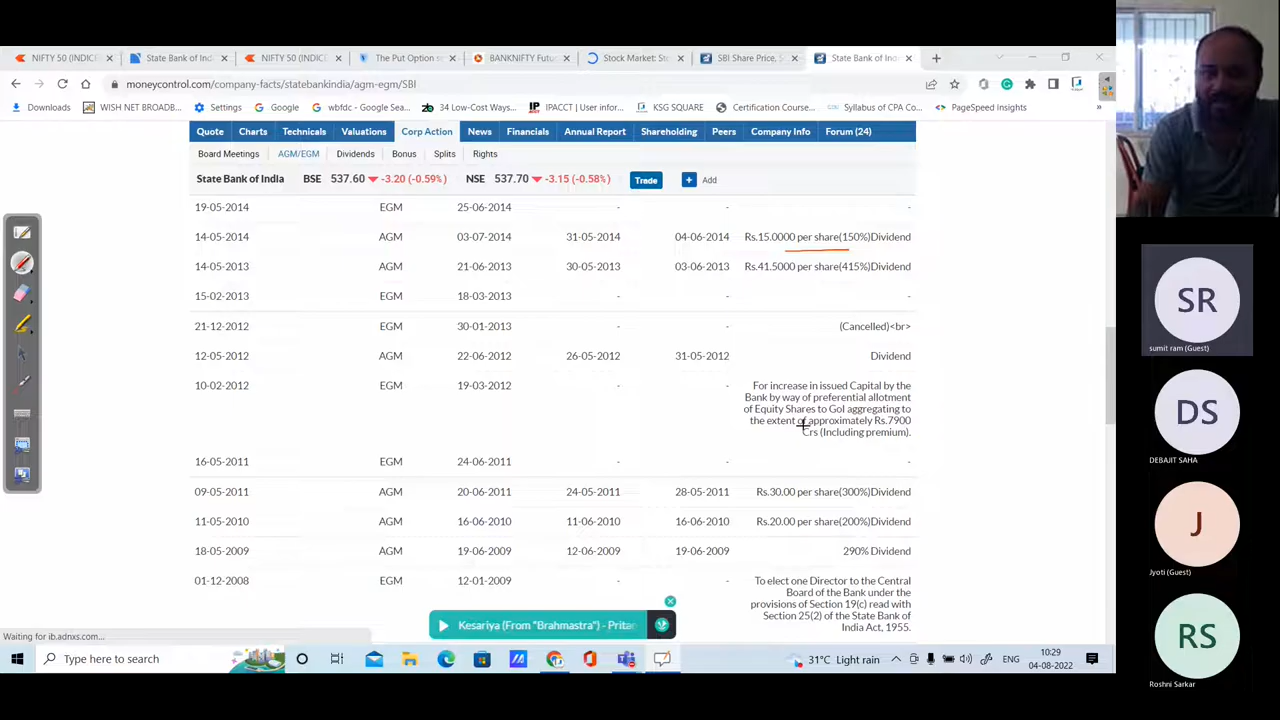 NIFTY 50 (INDICE
State Bank of Ind
NIFTY 50 (INDICE
The Put Option se
BANKNIFTY Futu
Stock Market: St
SBI Share Price, S
State Bank of Ind
moneycontrol.com/company-facts/statebankindia/agm-egm/SBI
Downloads
WISH NET BROADB...
Settings
Google
wbfdc - Google Sea...
34 Low-Cost Ways...
IPACCT | User infor...
KSG SQUARE
Certification Course...
Syllabus of CPA Co...
PageSpeed Insights
»
Quote Charts Technicals Valuations Corp Action News Financials Annual Report Shareholding Peers Company Info Forum (24)
Board Meetings AGM/EGM Dividends Bonus Splits Rights
State Bank of India BSE 537.60 -3.20 (-0.59%) NSE 537.70 -3.15 (-0.58%) Trade + Add
19-05-2014 EGM 25-06-2014 - - -
14-05-2014 AGM 03-07-2014 31-05-2014 04-06-2014 Rs.15.0000 per share(150%)Dividend
14-05-2013 AGM 21-06-2013 30-05-2013 03-06-2013 Rs.41.5000 per share(415%)Dividend
15-02-2013 EGM 18-03-2013 - - -
21-12-2012 EGM 30-01-2013 - - (Cancelled)<br>
12-05-2012 AGM 22-06-2012 26-05-2012 31-05-2012 Dividend
10-02-2012 EGM 19-03-2012 - - For increase in issued Capital by the
Bank by way of preferential allotment
of Equity Shares to GoI aggregating to
the extent of approximately Rs.7900
Crs (Including premium).
16-05-2011 EGM 24-06-2011 - - -
09-05-2011 AGM 20-06-2011 24-05-2011 28-05-2011 Rs.30.00 per share(300%)Dividend
11-05-2010 AGM 16-06-2010 11-06-2010 16-06-2010 Rs.20.00 per share(200%)Dividend
18-05-2009 AGM 19-06-2009 12-06-2009 19-06-2009 290% Dividend
01-12-2008 EGM 12-01-2009 - - To elect one Director to the Central
Board of the Bank under the
provisions of Section 19(c) read with
Section 25(2) of the State Bank of
India Act, 1955.
Kesariya (From "Brahmastra") - Prita
Waiting for ib.adnxs.com...
Type here to search
31°C Light rain
ENG
10:29
04-08-2022
SR
sumit ram (Guest)
DS
DEBAJIT SAHA
J
Jyoti (Guest)
RS
Roshni Sarkar